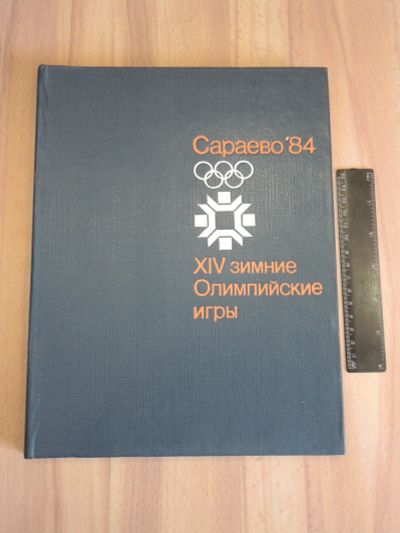 Сараево '84
XIV зимние
Олимпийские
игры